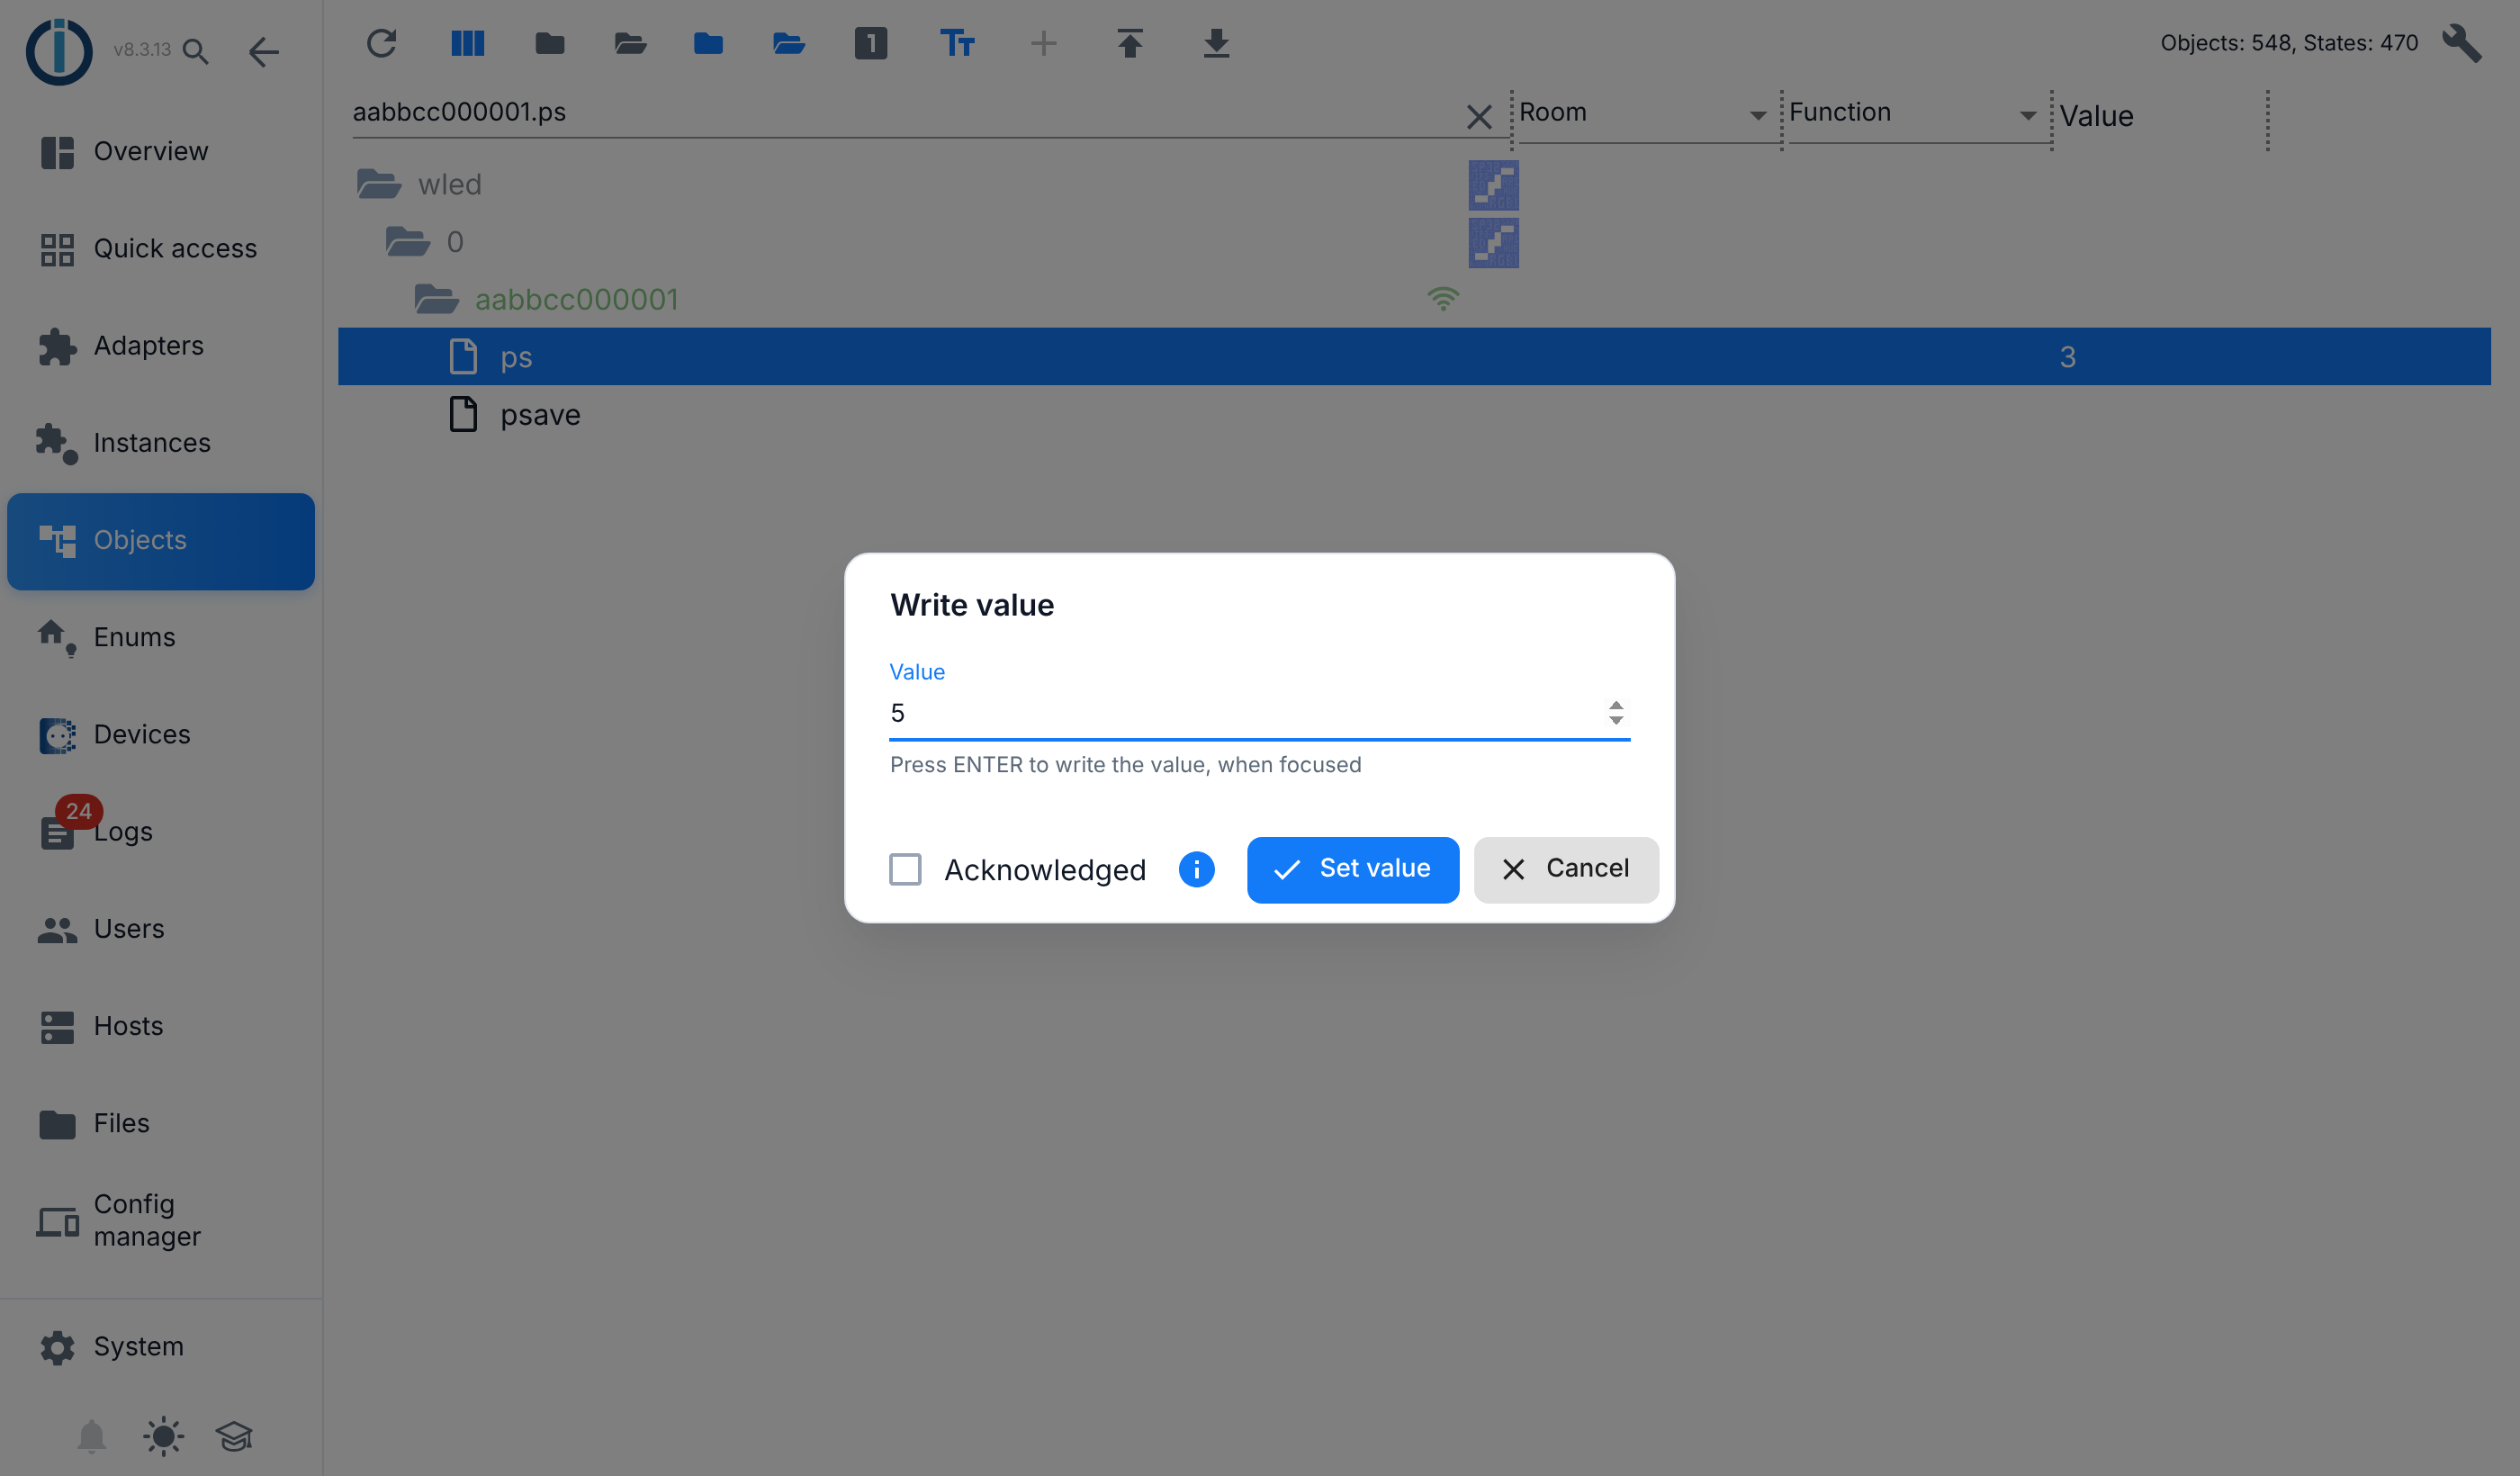 v8.3.13
Objects: 548, States: 470
aabbcc000001.ps
Room
Function
Value
Overview
Quick access
Adapters
Instances
Objects
Enums
Devices
24
Logs
Users
Hosts
Files
Config
manager
System
wled
0
aabbcc000001
ps
3
psave
1
Write value
Value
5
Press ENTER to write the value, when focused
Acknowledged
Set value
Cancel